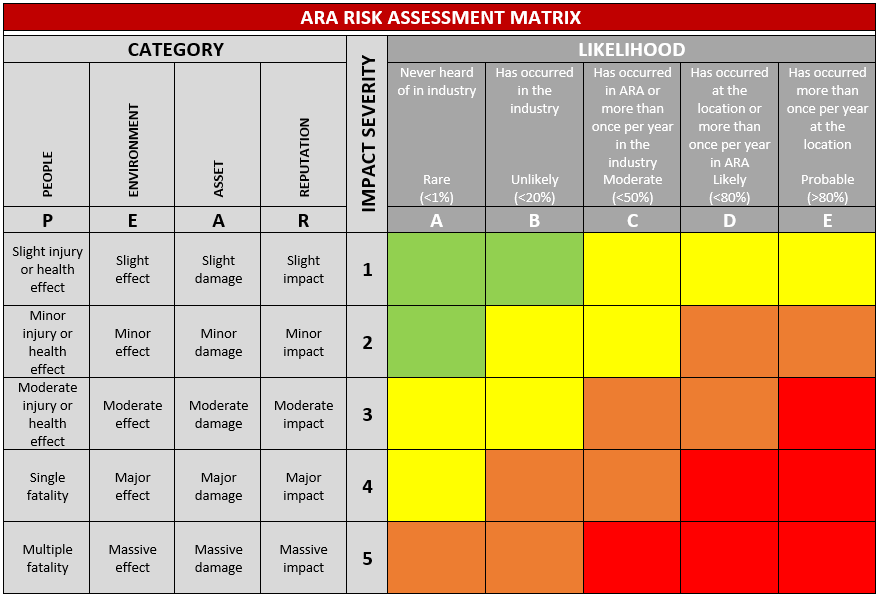 ARA RISK ASSESSMENT MATRIX
CATEGORY
IMPACT SEVERITY
LIKELIHOOD
PEOPLE
ENVIRONMENT
ASSET
REPUTATION
Never heard
of in industry
Rare
(<1%)
Has occurred
in the
industry
Unlikely
(<20%)
Has occurred
in ARA or
more than
once per year
in the
industry
Moderate
(<50%)
Has occurred
at the
location or
more than
once per year
in ARA
Likely
(<80%)
Has occurred
more than
once per year
at the
location
Probable
(>80%)
P E A R A B C D E
Slight injury
or health
effect
Slight
effect
Slight
damage
Slight
impact
1
Minor
injury or
health
effect
Minor
effect
Minor
damage
Minor
impact
2
Moderate
injury or
health
effect
Moderate
effect
Moderate
damage
Moderate
impact
3
Single
fatality
Major
effect
Major
damage
Major
impact
4
Multiple
fatality
Massive
effect
Massive
damage
Massive
impact
5